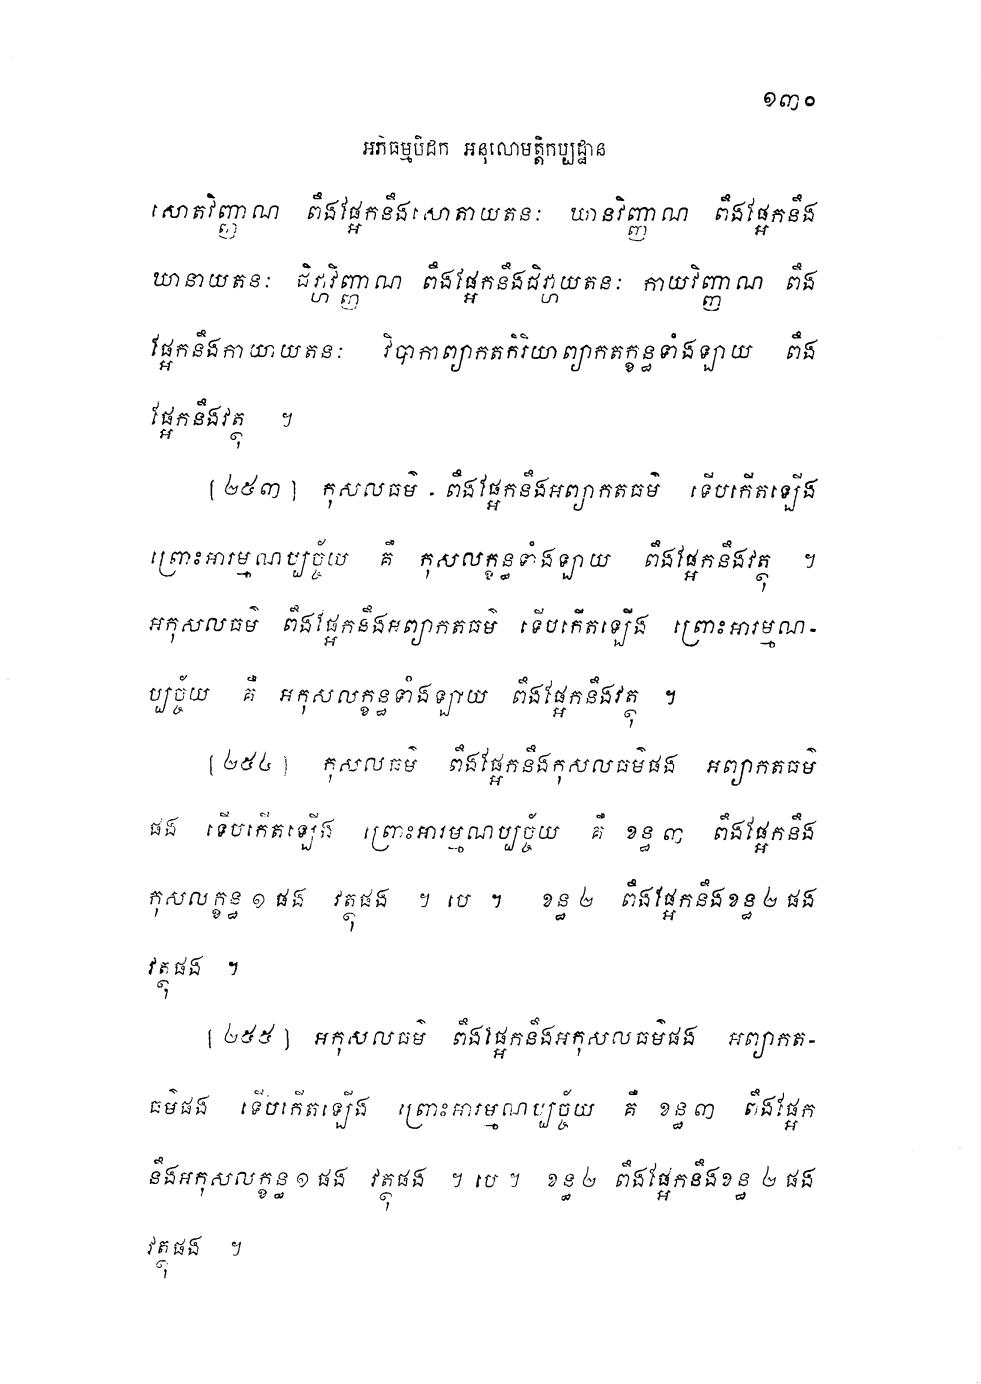 ១៣០
អភិធម្មបិដក អនុលោមត្តិកប្បដ្ឋាន
សោតវិញ្ញាណ ពឹងផ្អែកនឹងសោតាយតនៈ ឃានវិញ្ញាណ ពឹងផ្អែកនឹង
ឃានាយតនៈ ជិវ្ហាវិញ្ញាណ ពឹងផ្អែកនឹងជិវ្ហាយតនៈ កាយវិញ្ញាណ ពឹង
ផ្អែកនឹងកាយាយតនៈ វិបាកាព្យាកតកិរិយាព្យាកតក្ខន្ធទាំងឡាយ ពឹង
ផ្អែកនឹងវត្ថុ ។
[២៥៣] កុសលធម៌ ពឹងផ្អែកនឹងអព្យាកតធម៌ ទើបកើតឡើង
ព្រោះអារម្មណប្បច្ច័យ គឺ កុសលក្ខន្ធទាំងឡាយ ពឹងផ្អែកនឹងវត្ថុ ។
អកុសលធម៌ ពឹងផ្អែកនឹងអព្យាកតធម៌ ទើបកើតឡើង ព្រោះអារម្មណ-
ប្បច្ច័យ គឺ អកុសលក្ខន្ធទាំងឡាយ ពឹងផ្អែកនឹងវត្ថុ ។
[២៥៤] កុសលធម៌ ពឹងផ្អែកនឹងកុសលធម៌ផង អព្យាកតធម៌
ផង ទើបកើតឡើង ព្រោះអារម្មណប្បច្ច័យ គឺ ខន្ធ ៣ ពឹងផ្អែកនឹង
កុសលក្ខន្ធ ១ ផង វត្ថុផង ។ បេ ។ ខន្ធ ២ ពឹងផ្អែកនឹងខន្ធ ២ ផង
វត្ថុផង ។
[២៥៥] អកុសលធម៌ ពឹងផ្អែកនឹងអកុសលធម៌ផង អព្យាកត-
ធម៌ផង ទើបកើតឡើង ព្រោះអារម្មណប្បច្ច័យ គឺ ខន្ធ ៣ ពឹងផ្អែក
នឹងអកុសលក្ខន្ធ ១ ផង វត្ថុផង ។ បេ ។ ខន្ធ ២ ពឹងផ្អែកនឹងខន្ធ ២ ផង
វត្ថុផង ។